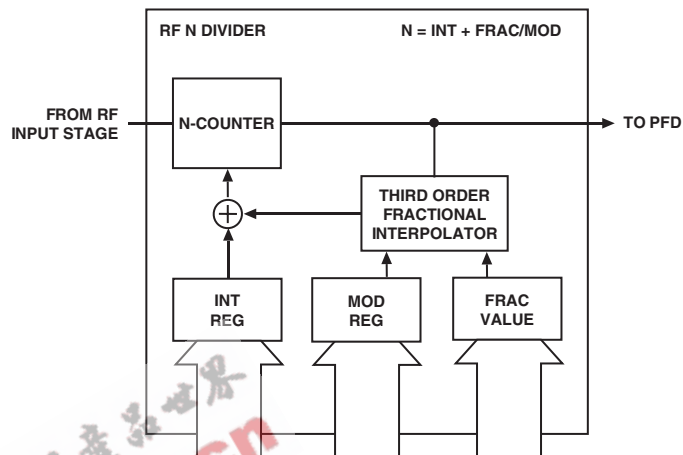 RF N DIVIDER
N = INT + FRAC/MOD
FROM RF
INPUT STAGE
N-COUNTER
TO PFD
THIRD ORDER
FRACTIONAL
INTERPOLATOR
INT
REG
MOD
REG
FRAC
VALUE